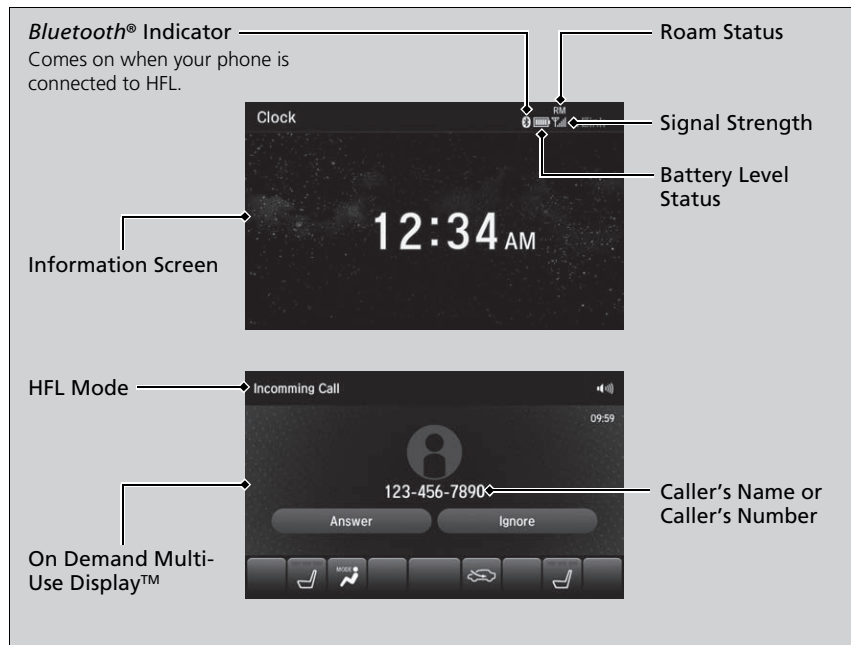 Bluetooth® Indicator
Comes on when your phone is
connected to HFL.
Roam Status
Signal Strength
Battery Level
Status
Clock
RM
12:34 AM
Information Screen
HFL Mode
Incomming Call
09:59
123-456-7890
Answer
Ignore
Caller's Name or
Caller's Number
MODE
On Demand Multi-
Use Display™